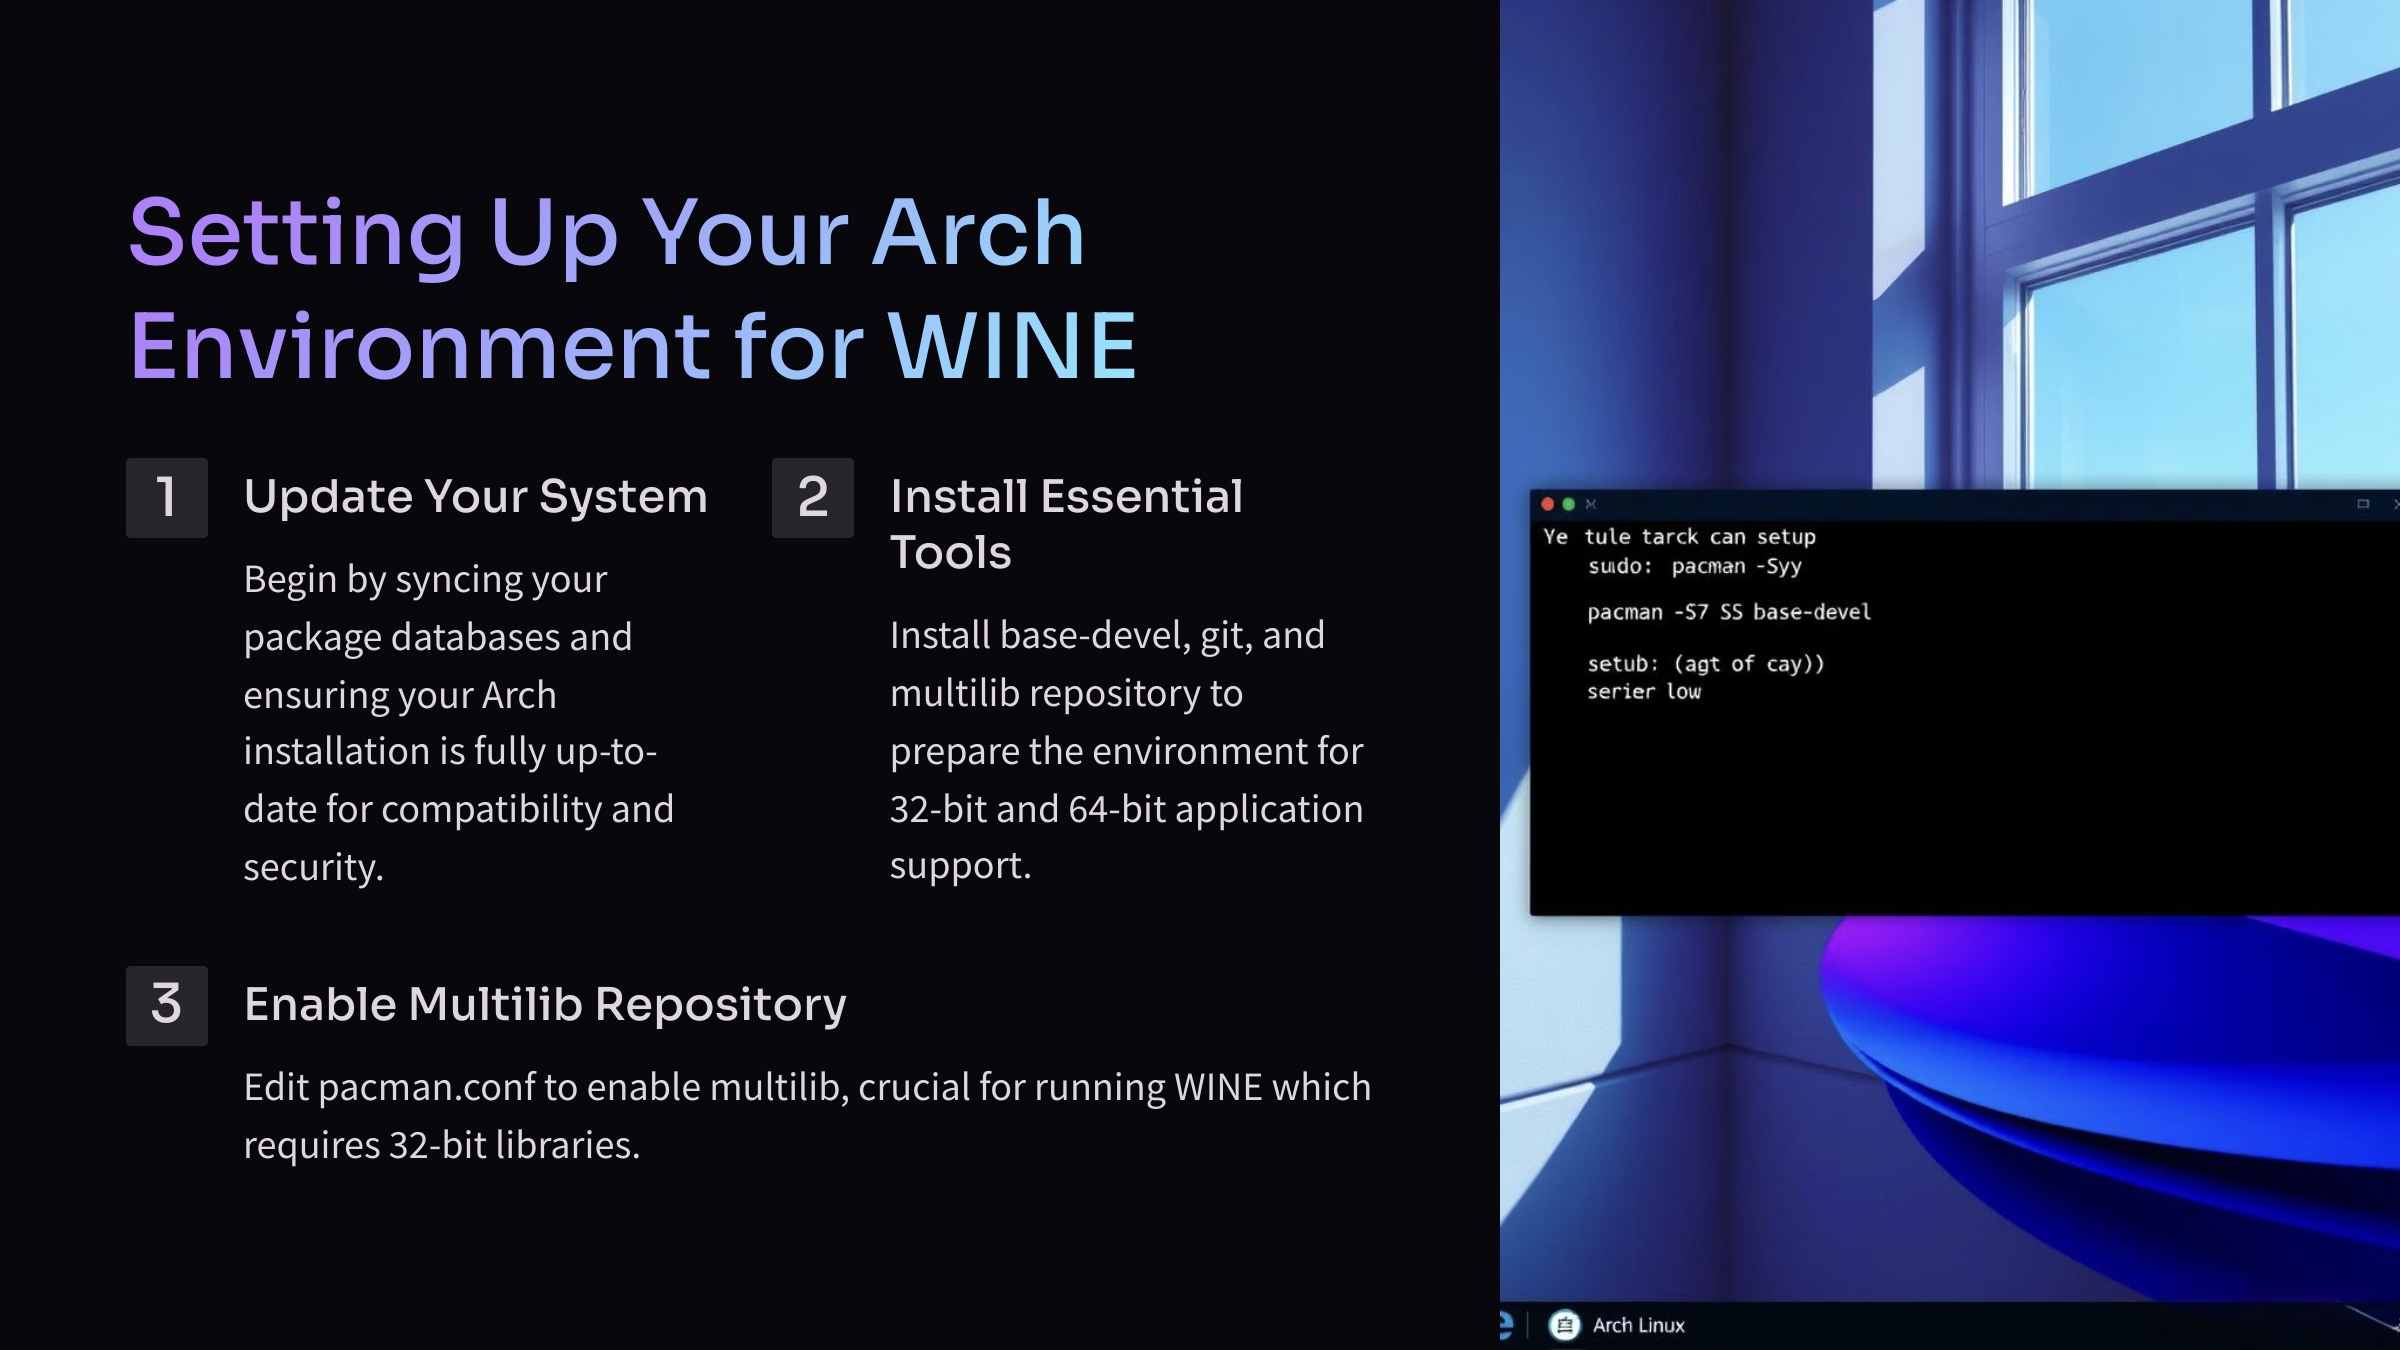 Setting Up Your Arch
Environment for WINE
1
Update Your System
Begin by syncing your
package databases and
ensuring your Arch
installation is fully up-to-
date for compatibility and
security.
2
Install Essential
Tools
Install base-devel, git, and
multilib repository to
prepare the environment for
32-bit and 64-bit application
support.
3
Enable Multilib Repository
Edit pacman.conf to enable multilib, crucial for running WINE which
requires 32-bit libraries.
Ye tule tarck can setup
sudo: pacman -Syy
pacman -S7 SS base-devel
setub: (agt of cay))
serier low
Arch Linux